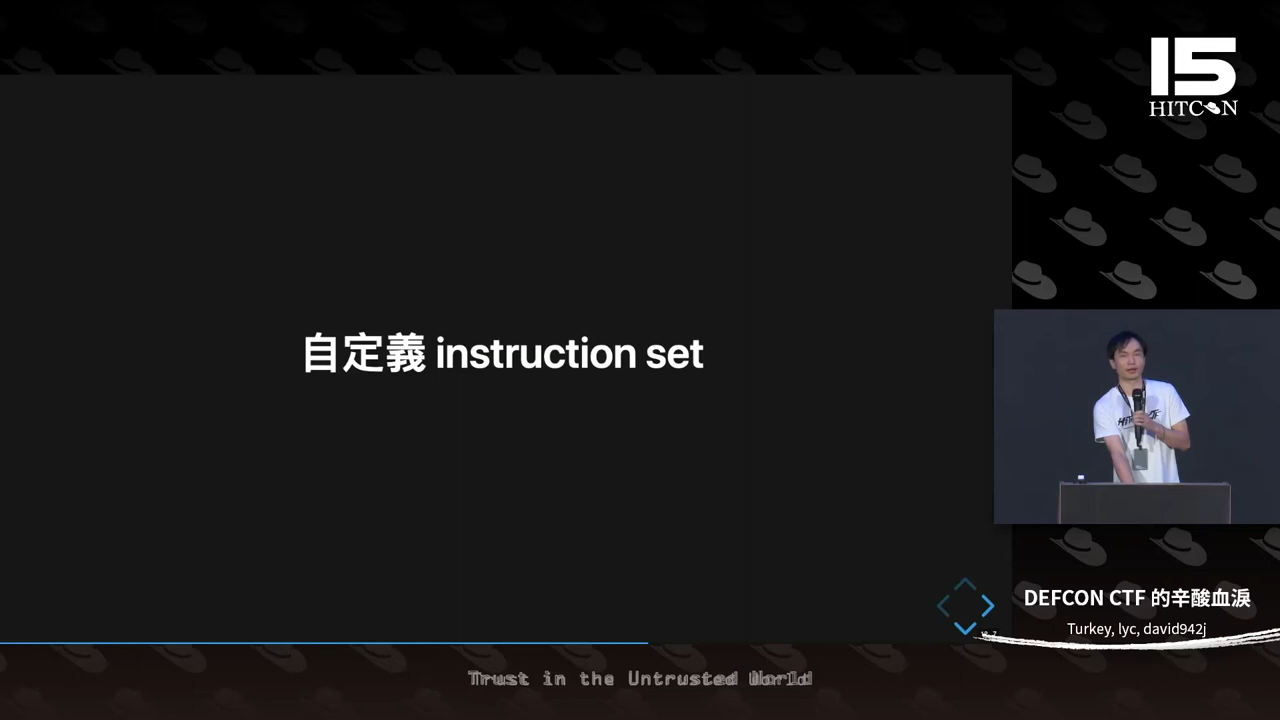 15
HITCON
自定義 instruction set
DEFCON CTF 的辛酸血淚
Turkey, lyc, david942j
Trust in the Untrusted World